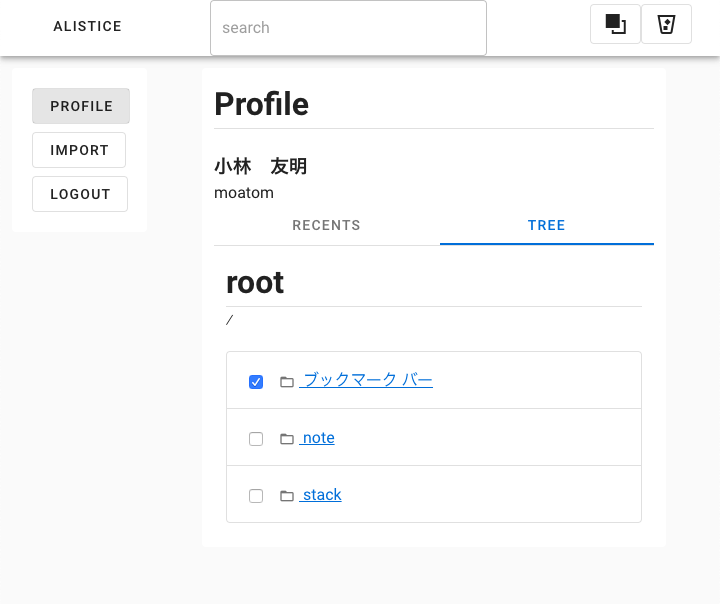 ALISTICE
search
PROFILE
IMPORT
LOGOUT
Profile
小林　友明
moatom
RECENTS
TREE
root
/
ブックマーク バー
note
stack